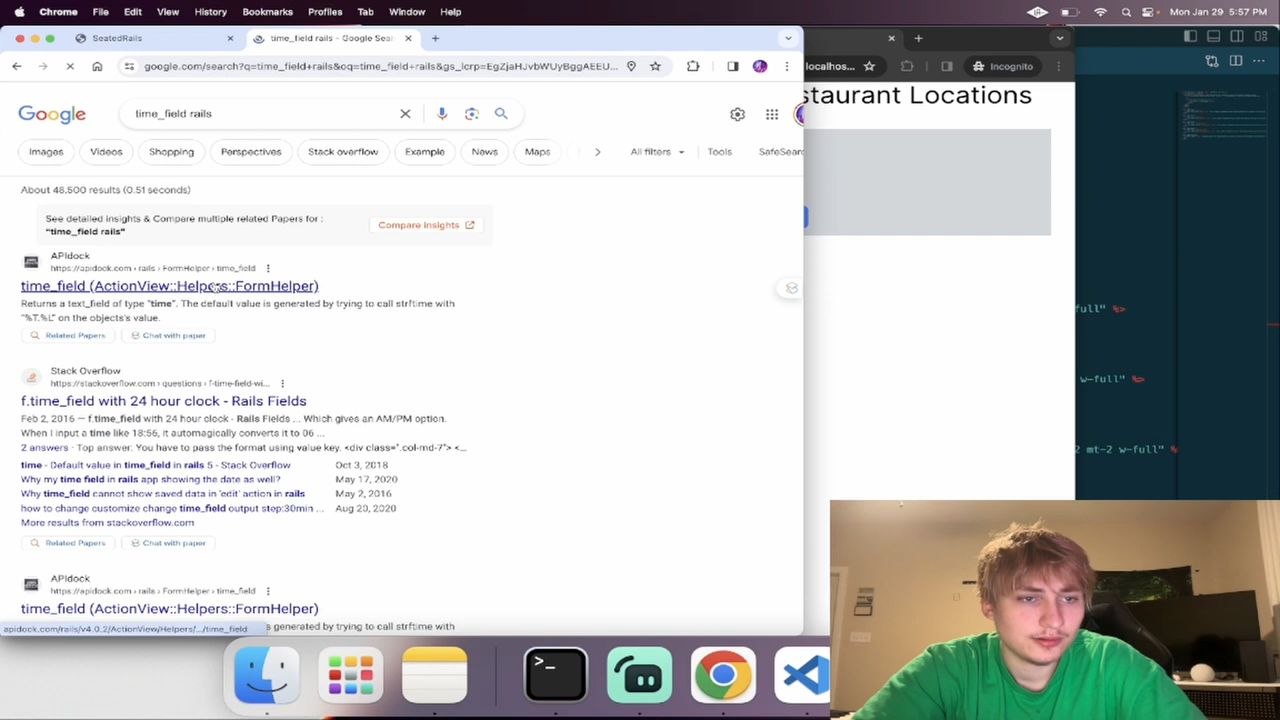 Chrome File Edit View History Bookmarks Profiles Tab Window Help Mon Jan 29 5:57 PM
SeatedRails time_field rails - Google Sear
google.com/search?q=time_field+rails&oq=time_field+rails&gs_lcrp=EgZjaHJvbWUyBggAEEU... localhos... Incognito
staurant Locations
Google time_field rails
Images Videos Shopping Perspectives Stack overflow Example News Maps All filters Tools SafeSearc
About 48,500 results (0.51 seconds)
See detailed insights & Compare multiple related Papers for :
"time_field rails"
Compare Insights
APIdock
https://apidock.com › rails › FormHelper › time_field
time_field (ActionView::Helpers::FormHelper)
Returns a text_field of type "time". The default value is generated by trying to call strftime with
"%T.%L" on the objects's value.
Related Papers Chat with paper
Stack Overflow
https://stackoverflow.com › questions › f-time-field-wi...
f.time_field with 24 hour clock - Rails Fields
Feb 2, 2016 — f.time_field with 24 hour clock - Rails Fields ... Which gives an AM/PM option.
When I input a time like 18:56, it automagically converts it to 06 ...
2 answers · Top answer: You have to pass the format using value key. <div class=".col-md-7"> <...
time - Default value in time_field in rails 5 - Stack Overflow Oct 3, 2018
Why my time field in rails app showing the date as well? May 17, 2020
Why time_field cannot show saved data in 'edit' action in rails May 2, 2016
how to change customize change time_field output step:30min ... Aug 20, 2020
More results from stackoverflow.com
Related Papers Chat with paper
APIdock
https://apidock.com › rails › FormHelper › time_field
time_field (ActionView::Helpers::FormHelper)
s generated by trying to call strftime with
apidock.com/rails/v4.0.2/ActionView/Helpers/.../time_field
full" %>
w-full" %>
2 mt-2 w-full" %